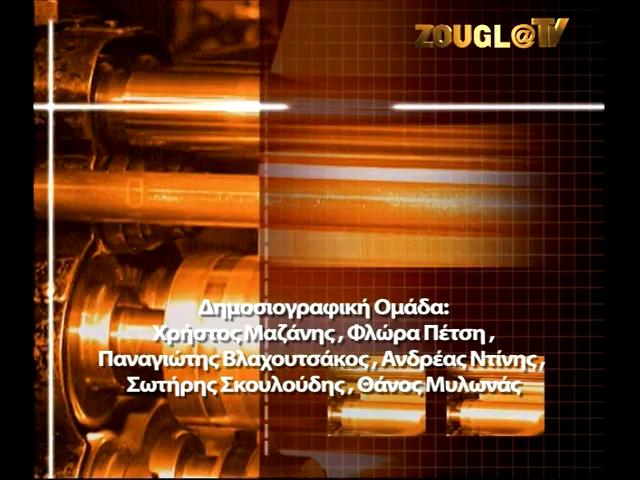 ZOUGL@TV
Δημοσιογραφική Ομάδα:
Χρήστος Μαζάνης , Φλώρα Πέτση ,
Παναγιώτης Βλαχουτσάκος , Ανδρέας Ντίνης ,
Σωτήρης Σκουλούδης , Θάνος Μυλωνάς